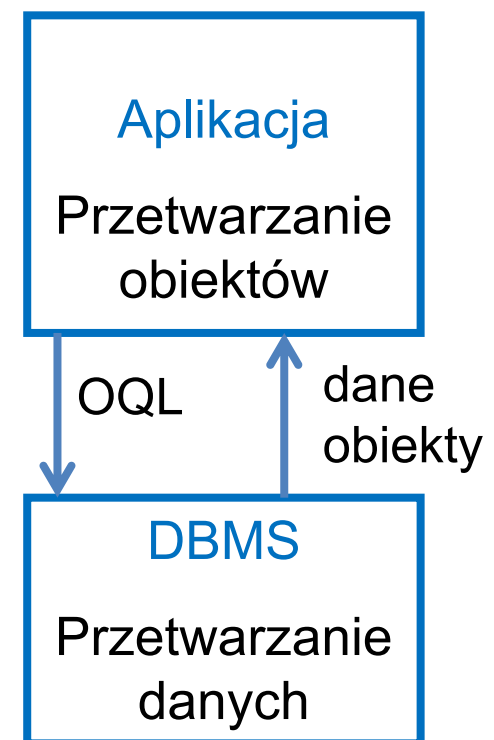 Aplikacja
Przetwarzanie
obiektów
OQL
dane
obiekty
DBMS
Przetwarzanie
danych